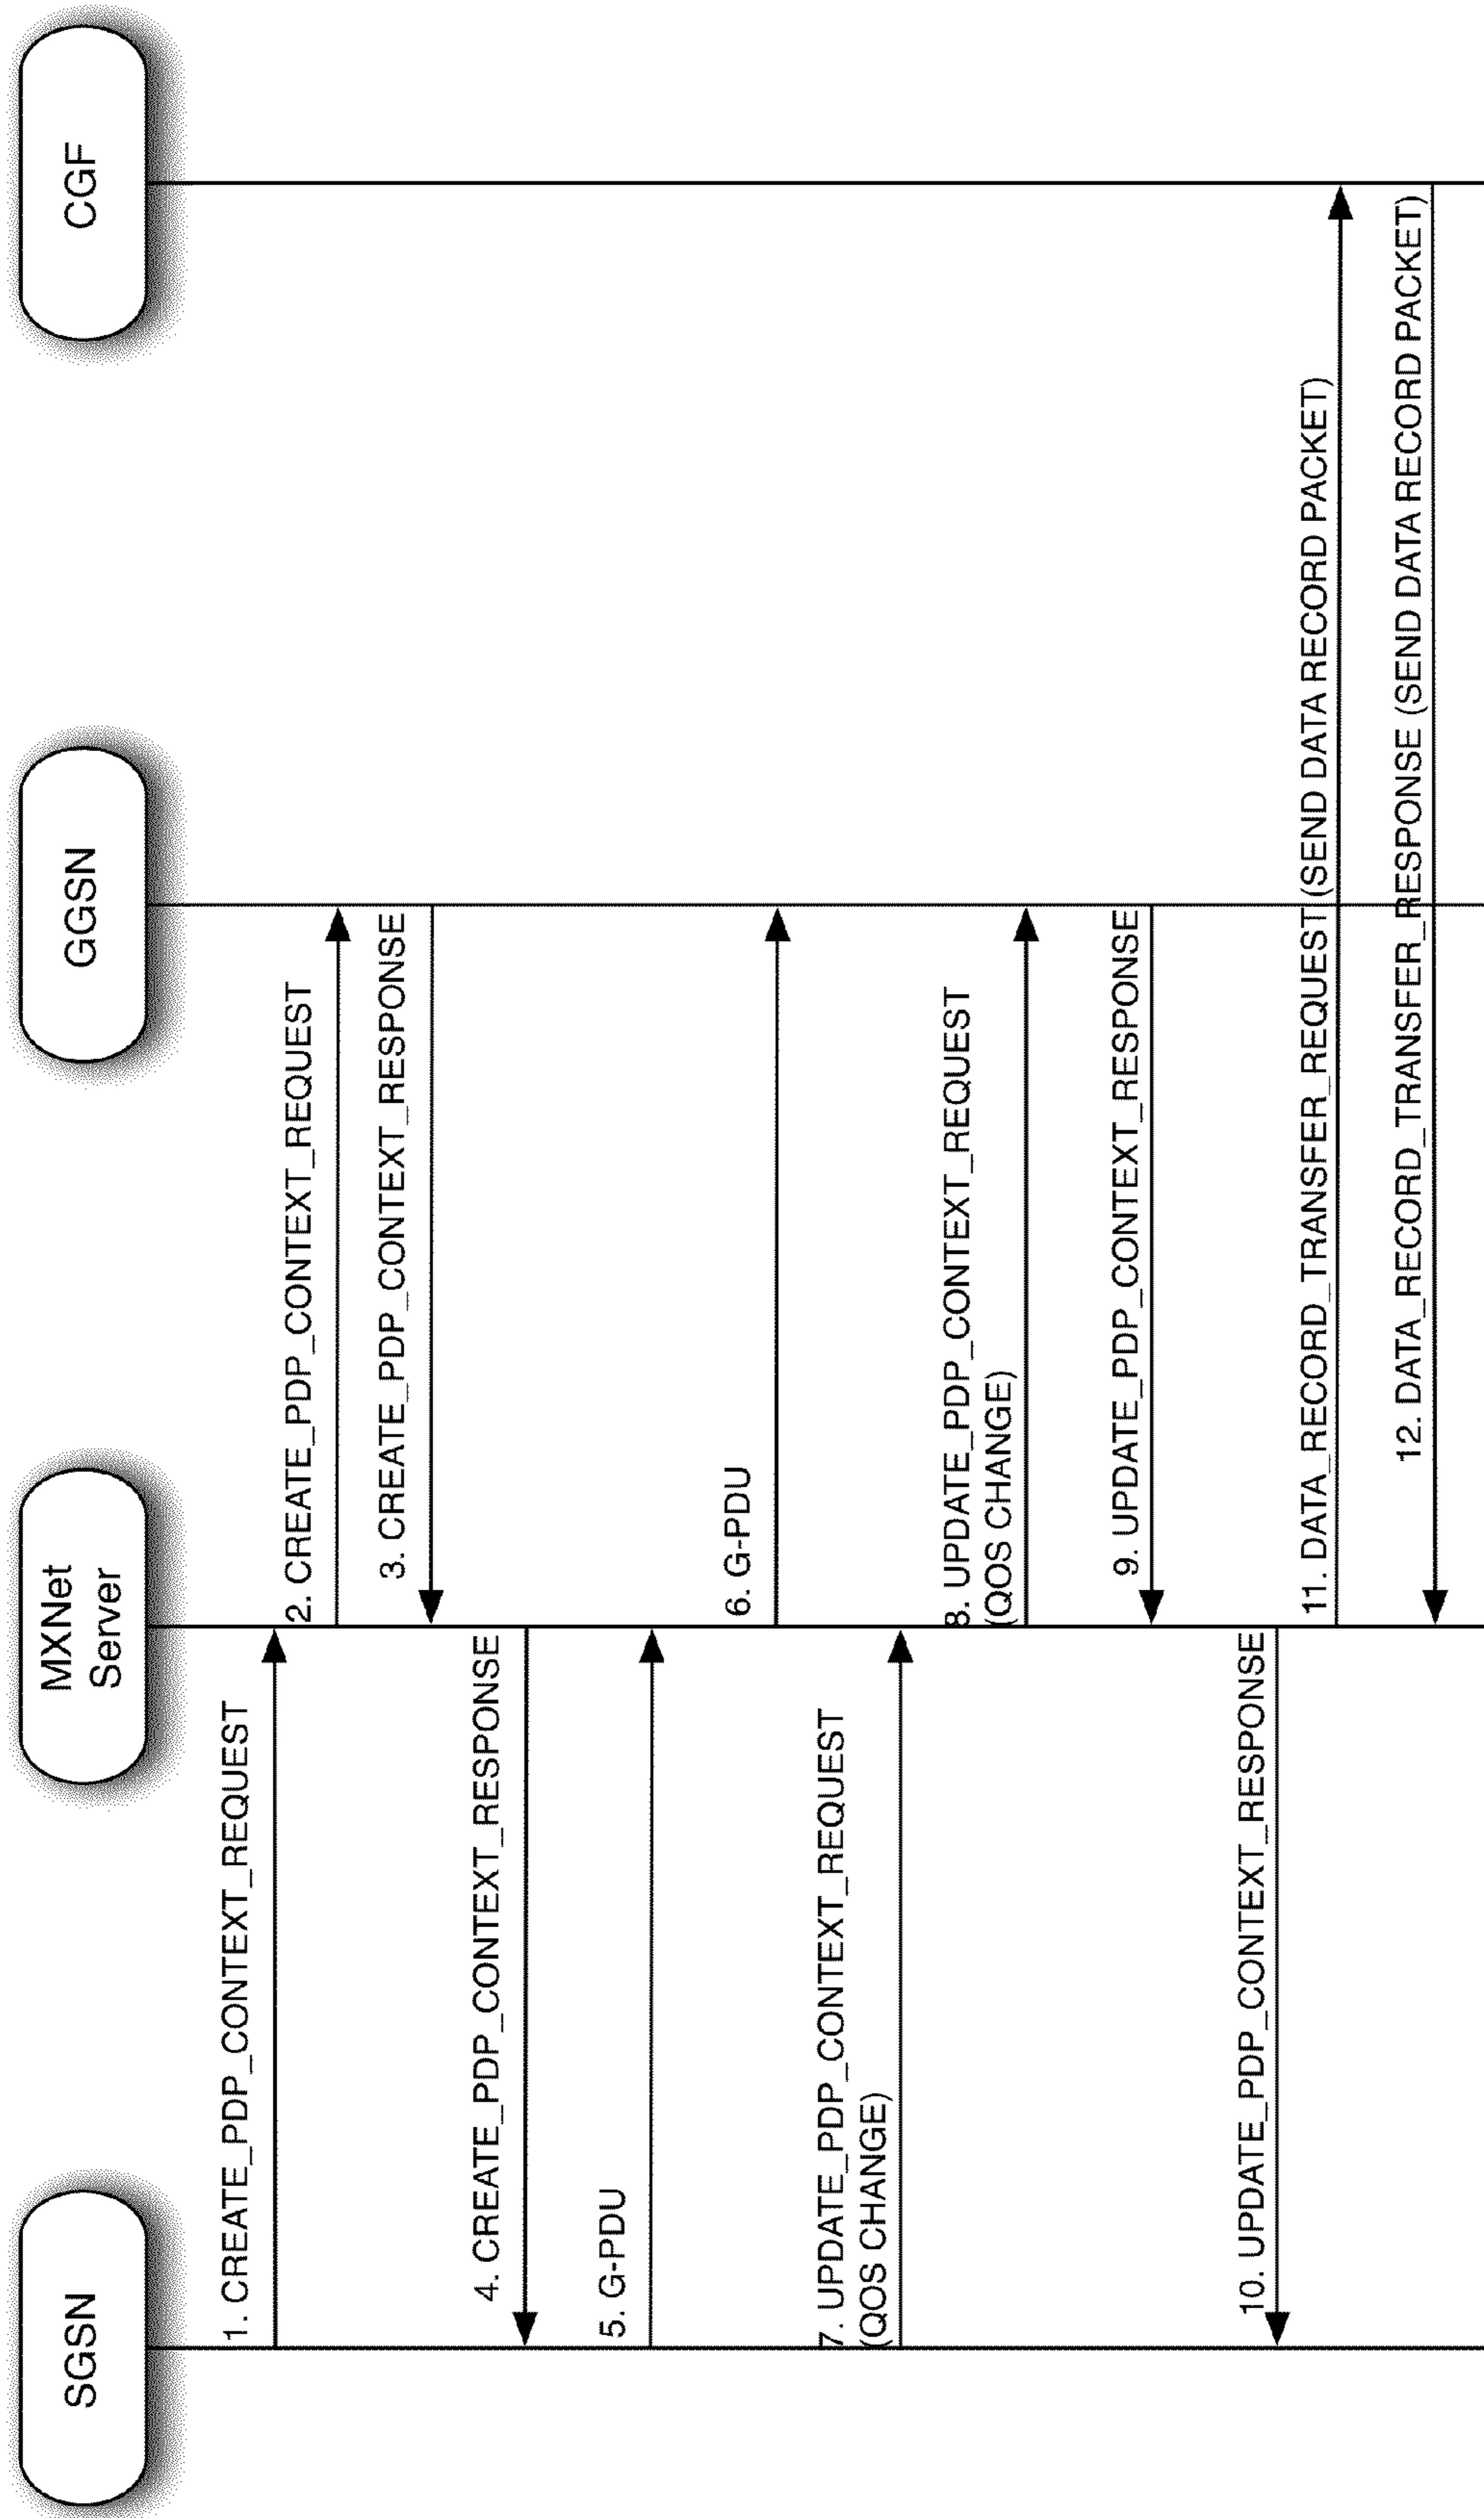 SGSN
MXNet
Server
GGSN
CGF
1. CREATE_PDP_CONTEXT_REQUEST
2. CREATE_PDP_CONTEXT_REQUEST
3. CREATE_PDP_CONTEXT_RESPONSE
4. CREATE_PDP_CONTEXT_RESPONSE
5. G-PDU
6. G-PDU
7. UPDATE_PDP_CONTEXT_REQUEST
(QOS CHANGE)
8. UPDATE_PDP_CONTEXT_REQUEST
(QOS CHANGE)
9. UPDATE_PDP_CONTEXT_RESPONSE
10. UPDATE_PDP_CONTEXT_RESPONSE
11. DATA_RECORD_TRANSFER_REQUEST (SEND DATA RECORD PACKET)
12. DATA_RECORD_TRANSFER_RESPONSE (SEND DATA RECORD PACKET)